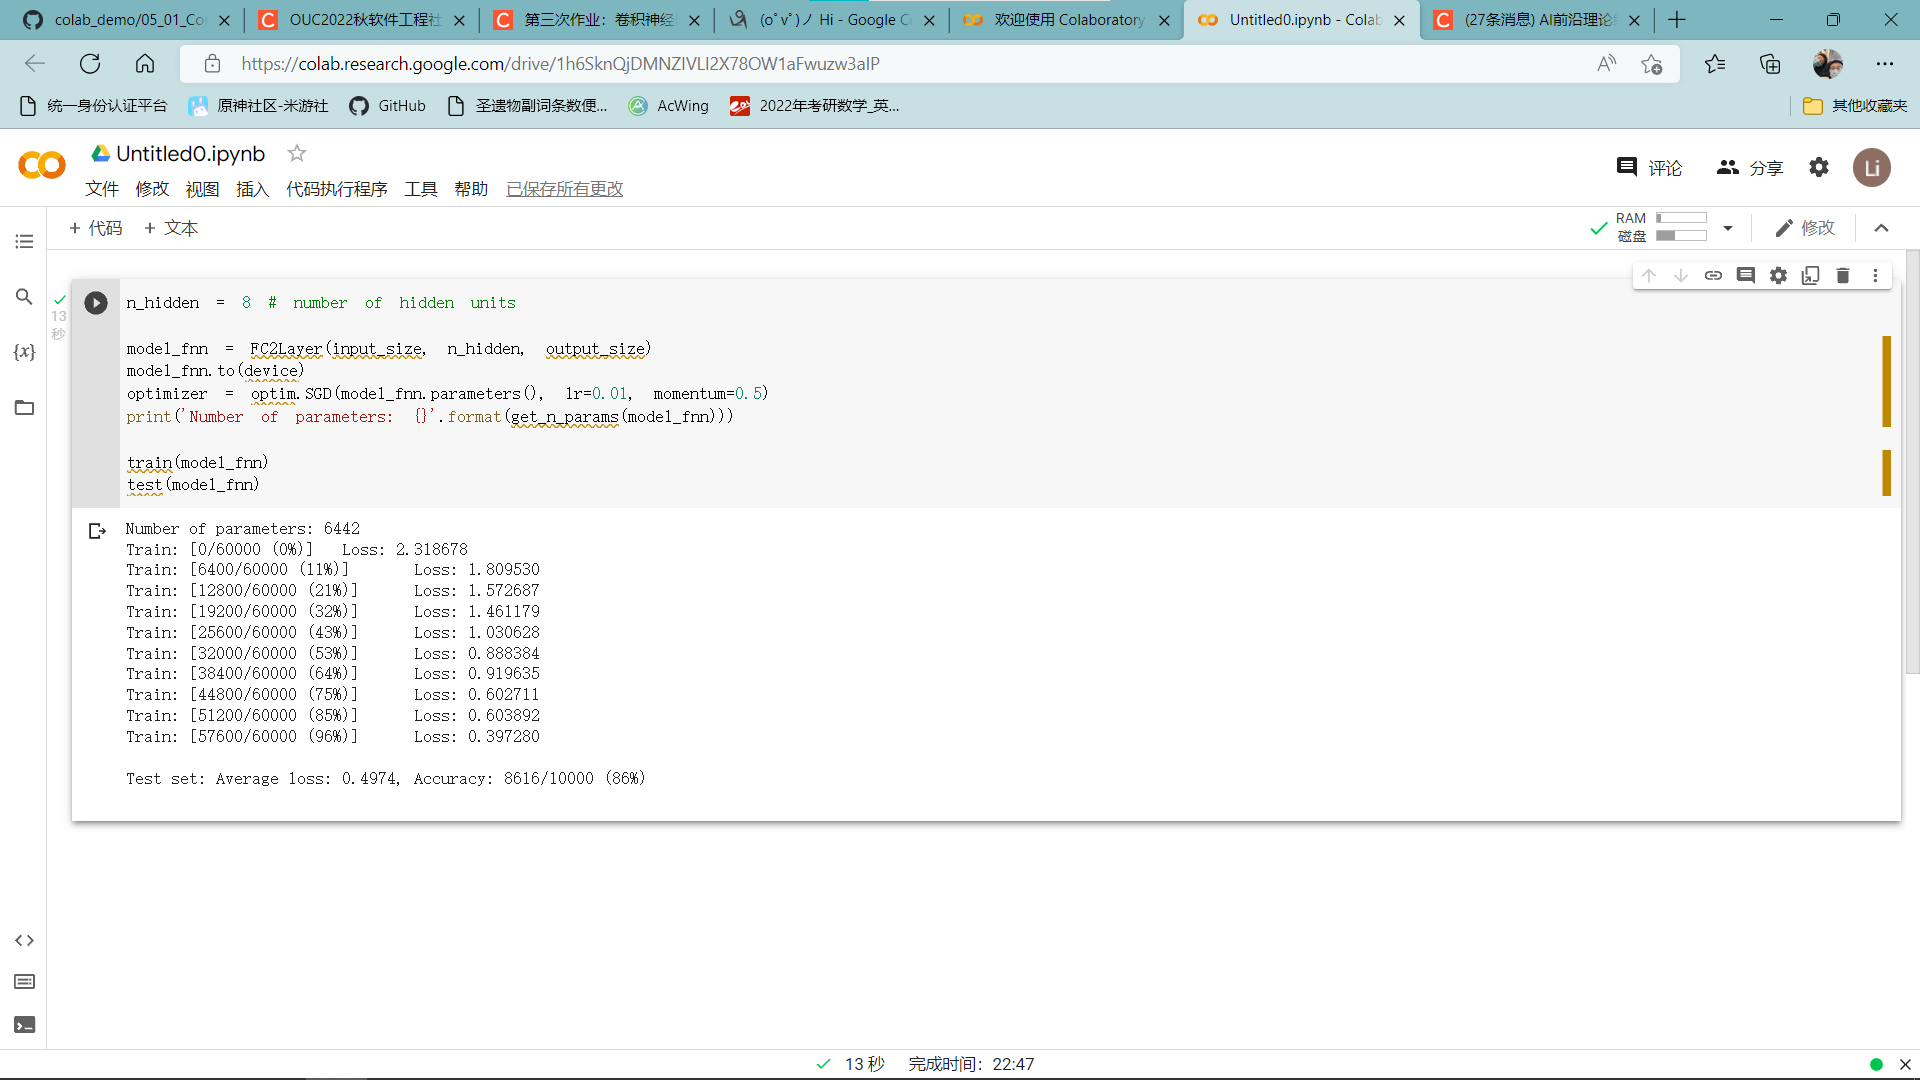 colab_demo/05_01_Co
OUC2022秋软件工程社
第三次作业：卷积神经
(oﾟvﾟ)ノ Hi - Google C
欢迎使用 Colaboratory
Untitled0.ipynb - Colab
(27条消息) AI前沿理论
https://colab.research.google.com/drive/1h6SknQjDMNZIVLI2X78OW1aFwuzw3aIP
统一身份认证平台
原神社区-米游社
GitHub
圣遗物副词条数便...
AcWing
2022年考研数学_英...
其他收藏夹
Untitled0.ipynb
评论
分享
Li
文件 修改 视图 插入 代码执行程序 工具 帮助 已保存所有更改
+ 代码 + 文本
RAM
磁盘
修改
13
秒
n_hidden = 8 # number of hidden units
model_fnn = FC2Layer(input_size, n_hidden, output_size)
model_fnn.to(device)
optimizer = optim.SGD(model_fnn.parameters(), lr=0.01, momentum=0.5)
print('Number of parameters: {}'.format(get_n_params(model_fnn)))
train(model_fnn)
test(model_fnn)
Number of parameters: 6442
Train: [0/60000 (0%)] Loss: 2.318678
Train: [6400/60000 (11%)] Loss: 1.809530
Train: [12800/60000 (21%)] Loss: 1.572687
Train: [19200/60000 (32%)] Loss: 1.461179
Train: [25600/60000 (43%)] Loss: 1.030628
Train: [32000/60000 (53%)] Loss: 0.888384
Train: [38400/60000 (64%)] Loss: 0.919635
Train: [44800/60000 (75%)] Loss: 0.602711
Train: [51200/60000 (85%)] Loss: 0.603892
Train: [57600/60000 (96%)] Loss: 0.397280
Test set: Average loss: 0.4974, Accuracy: 8616/10000 (86%)
13 秒 完成时间：22:47